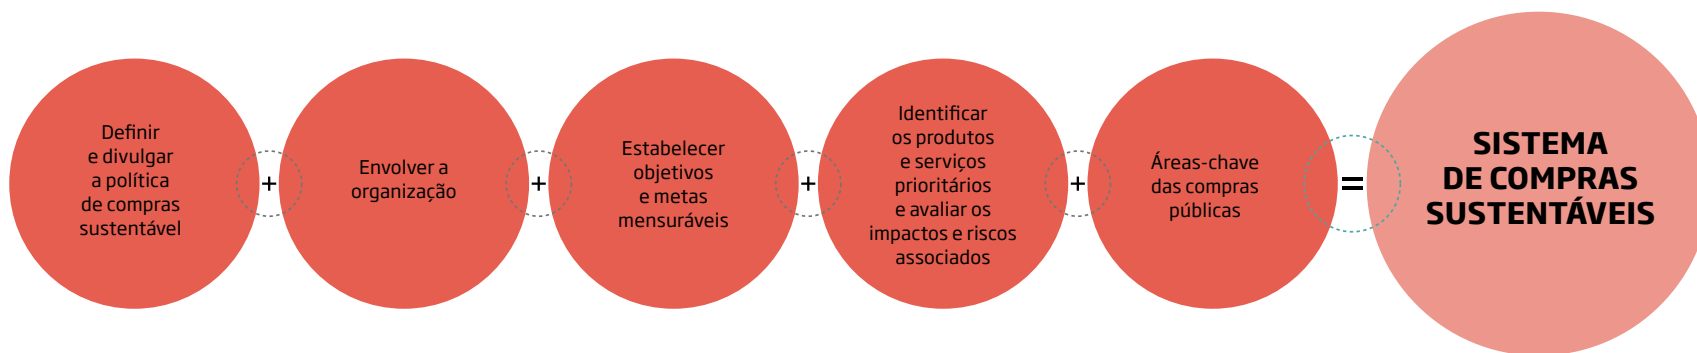 Definir
e divulgar
a política
de compras
sustentável
+
Envolver a
organização
+
Estabelecer
objetivos
e metas
mensuráveis
+
Identificar
os produtos
e serviços
prioritários
e avaliar os
impactos e riscos
associados
+
Áreas-chave
das compras
públicas
=
SISTEMA
DE COMPRAS
SUSTENTÁVEIS